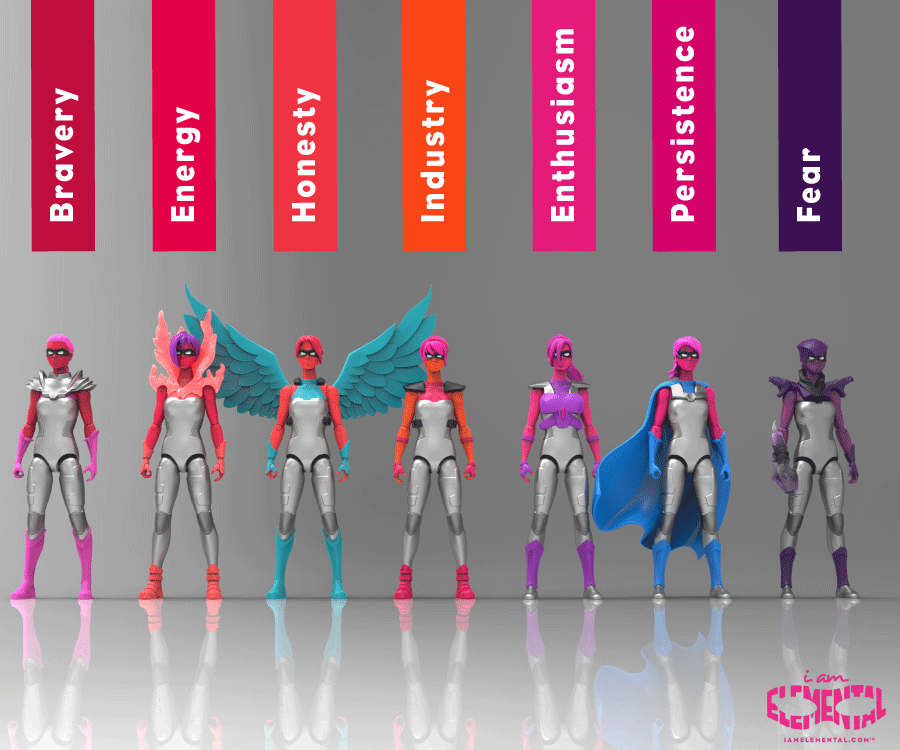 Bravery
Energy
Honesty
Industry
Enthusiasm
Persistence
Fear
i am
ELEMENTAL
IAMELEMENTAL.COM™